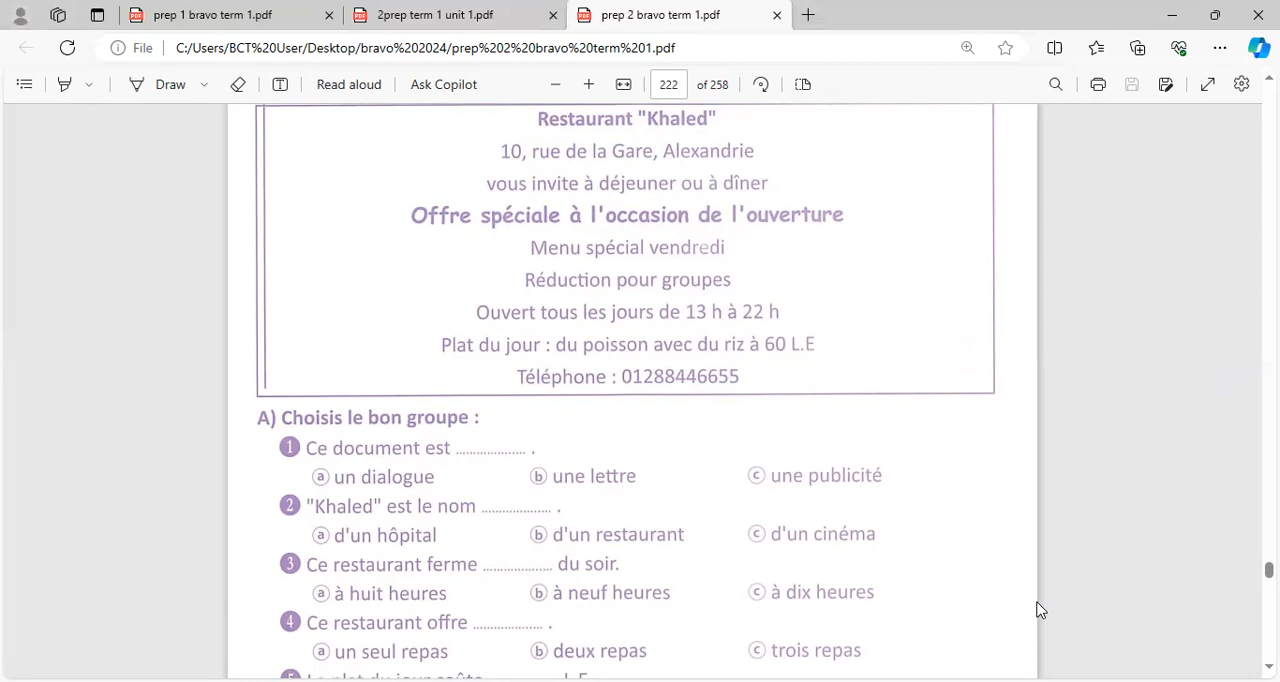 prep 1 bravo term 1.pdf
2prep term 1 unit 1.pdf
prep 2 bravo term 1.pdf
File
C:/Users/BCT%20User/Desktop/bravo%202024/prep%202%20bravo%20term%201.pdf
Draw
Read aloud
Ask Copilot
222 of 258
Restaurant "Khaled"
10, rue de la Gare, Alexandrie
vous invite à déjeuner ou à dîner
Offre spéciale à l'occasion de l'ouverture
Menu spécial vendredi
Réduction pour groupes
Ouvert tous les jours de 13 h à 22 h
Plat du jour : du poisson avec du riz à 60 L.E
Téléphone : 01288446655
A) Choisis le bon groupe :
1 Ce document est .................... .
a un dialogue b une lettre c une publicité
2 "Khaled" est le nom .................... .
a d'un hôpital b d'un restaurant c d'un cinéma
3 Ce restaurant ferme .................... du soir.
a à huit heures b à neuf heures c à dix heures
4 Ce restaurant offre .................... .
a un seul repas b deux repas c trois repas